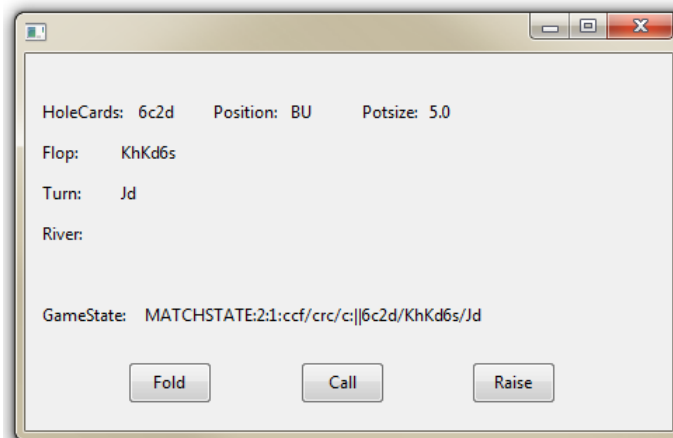 HoleCards: 6c2d Position: BU Potsize: 5.0
Flop: KhKd6s
Turn: Jd
River:
GameState: MATCHSTATE:2:1:ccf/crc/c:||6c2d/KhKd6s/Jd
Fold Call Raise